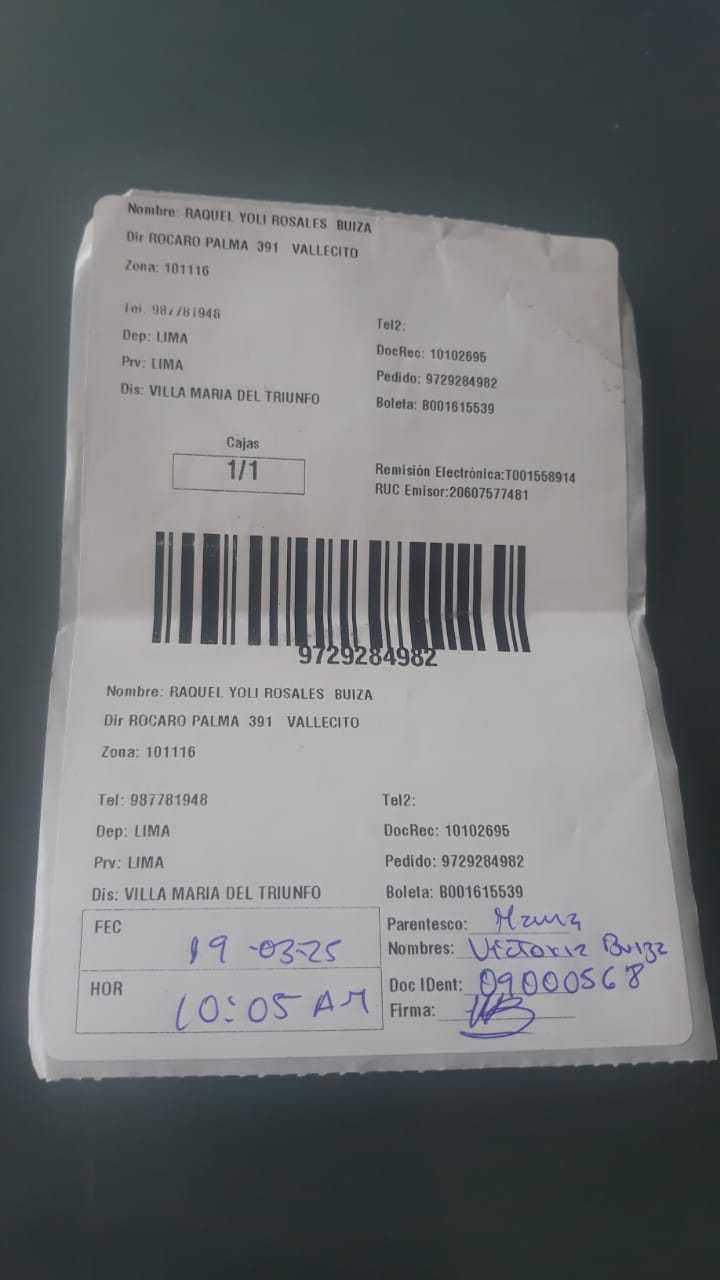 Nombre: RAQUEL YOLI ROSALES BUIZA
Dir ROCARO PALMA 391 VALLECITO
Zona: 101116
Tel. 987781948
Tel2:
Dep: LIMA
DocRec: 10102695
Prv: LIMA
Pedido: 9729284982
Dis: VILLA MARIA DEL TRIUNFO
Boleta: B001615539
Cajas
1/1
Remisión Electrónica:T001558914
RUC Emisor:20607577481
9729284982
Nombre: RAQUEL YOLI ROSALES BUIZA
Dir ROCARO PALMA 391 VALLECITO
Zona: 101116
Tel: 987781948 Tel2:
Dep: LIMA DocRec: 10102695
Prv: LIMA Pedido: 9729284982
Dis: VILLA MARIA DEL TRIUNFO Boleta: B001615539
FEC 19-03-25
Parentesco: Mama
Nombres: Victoria Buiza
HOR 10:05 AM
Doc IDent: 09000568
Firma: VB